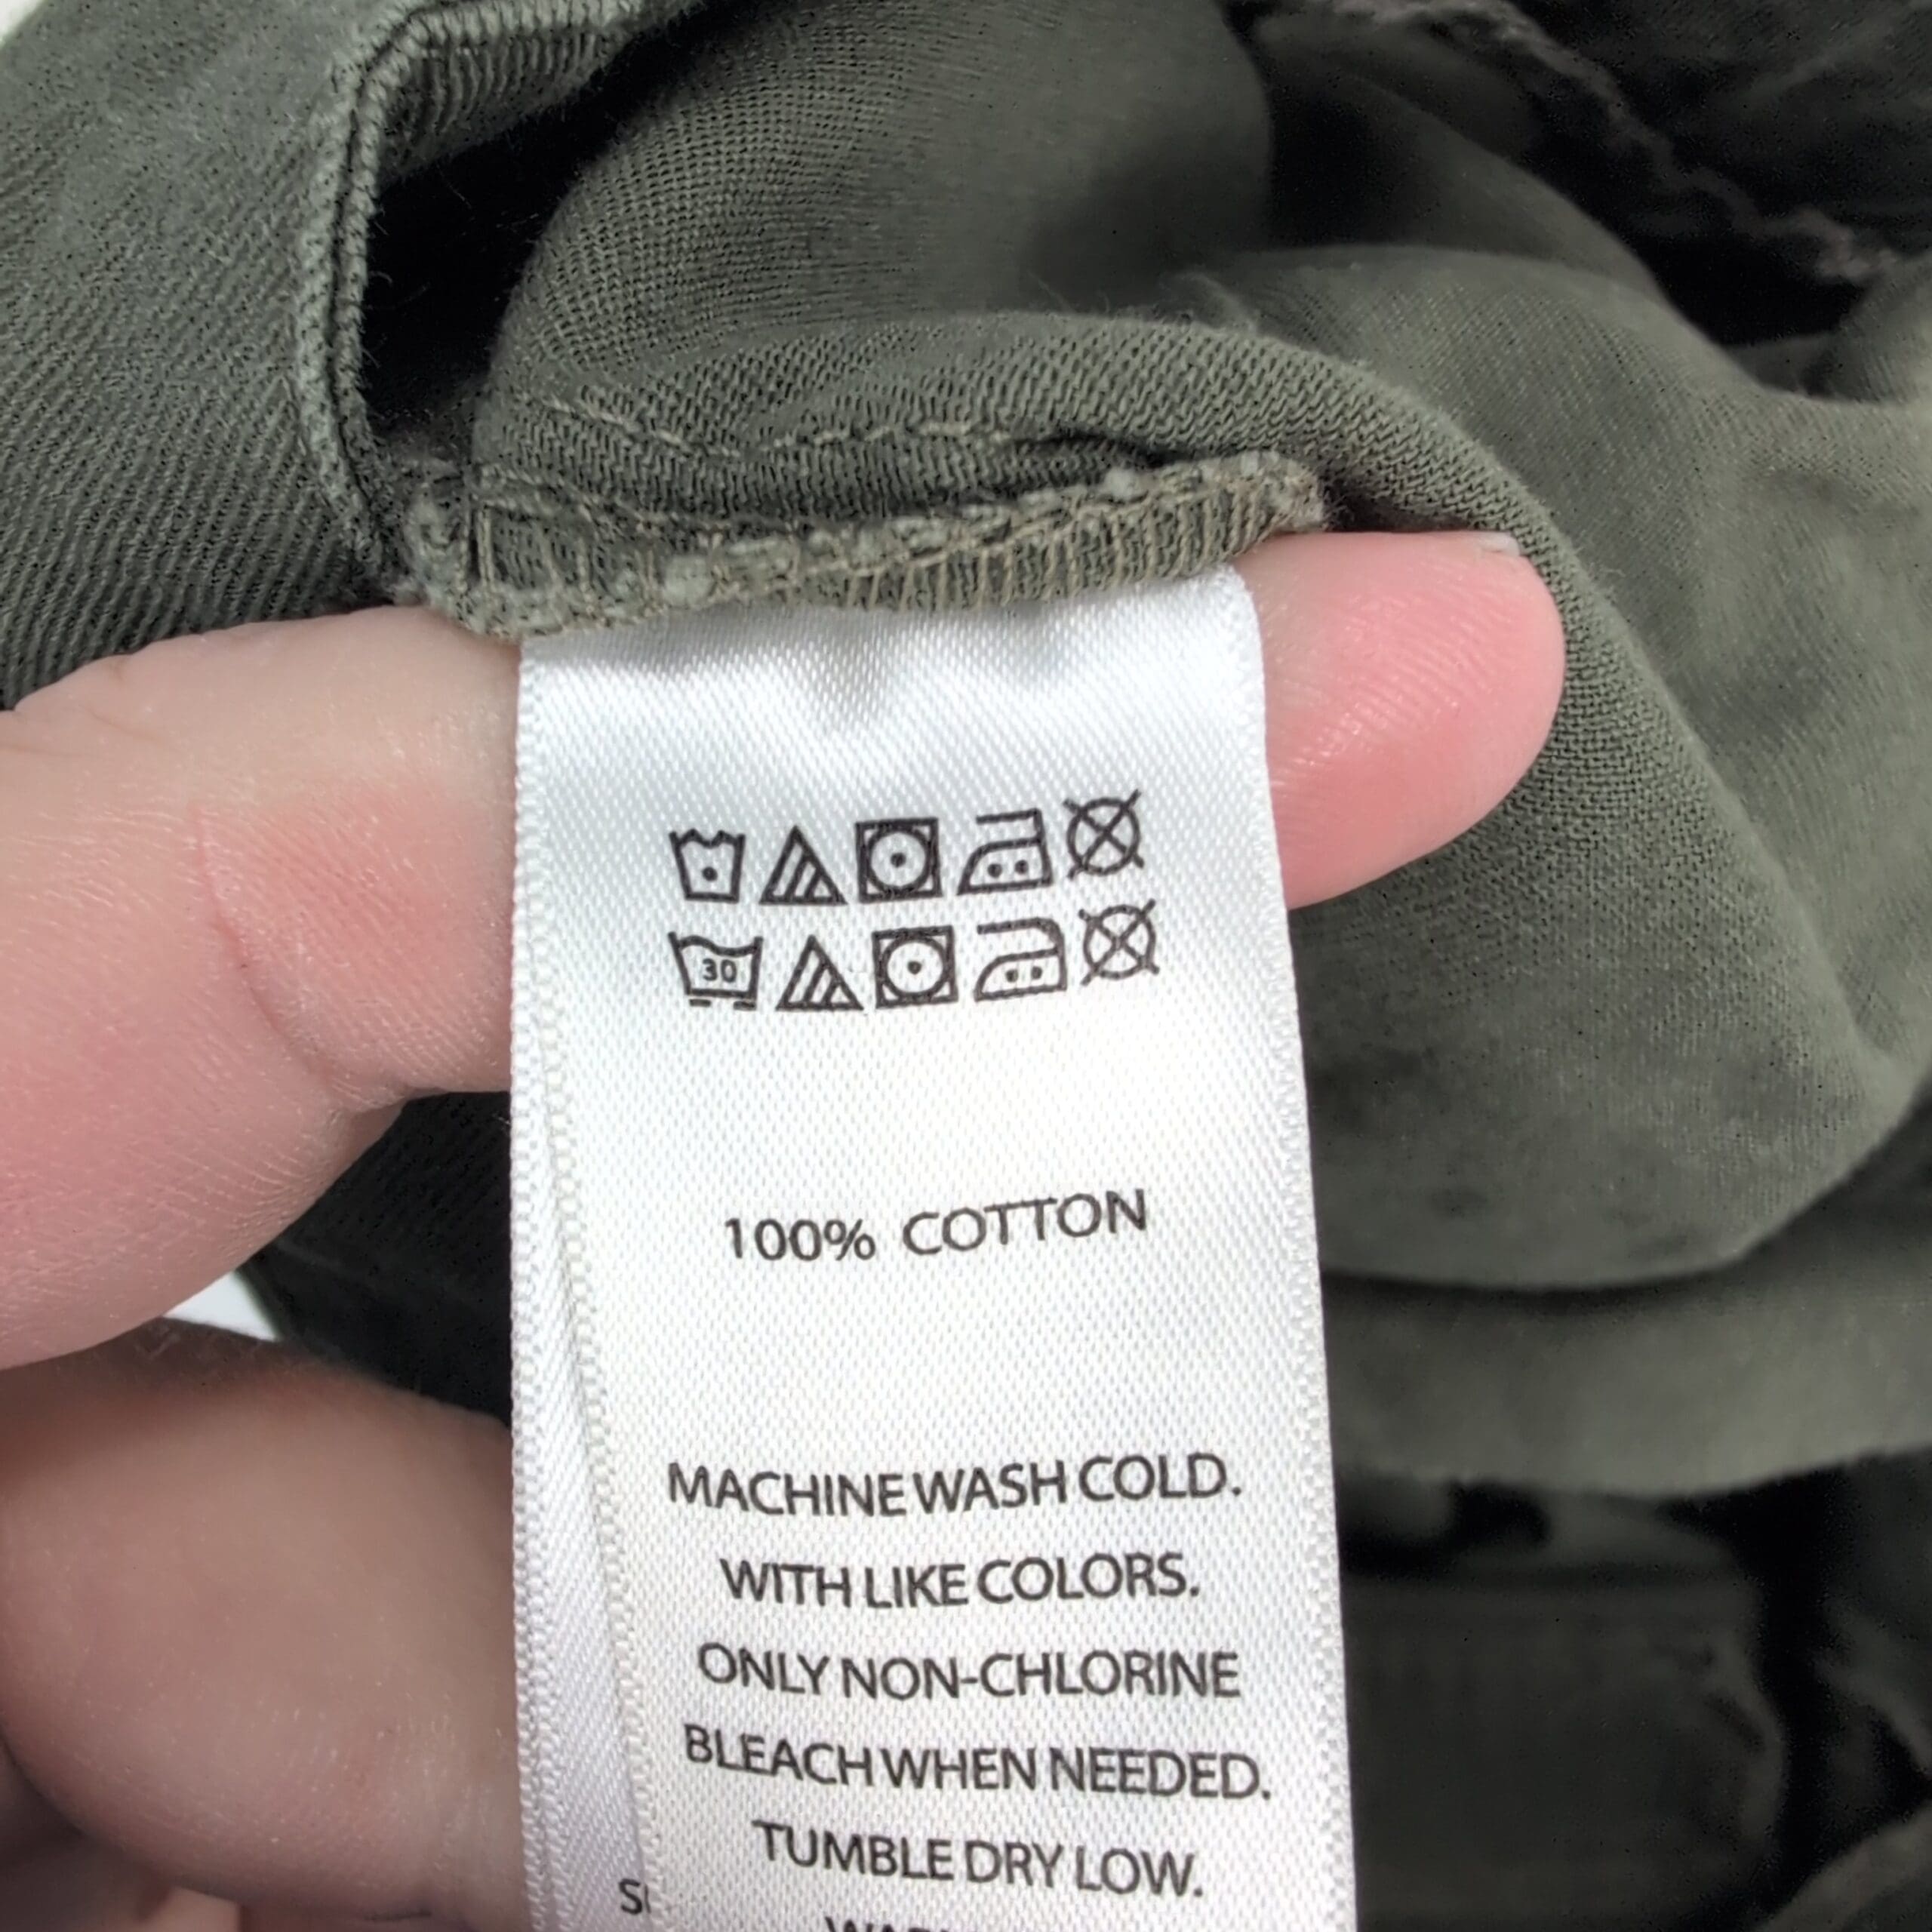 30
100% COTTON
MACHINE WASH COLD.
WITH LIKE COLORS.
ONLY NON-CHLORINE
BLEACH WHEN NEEDED.
TUMBLE DRY LOW.